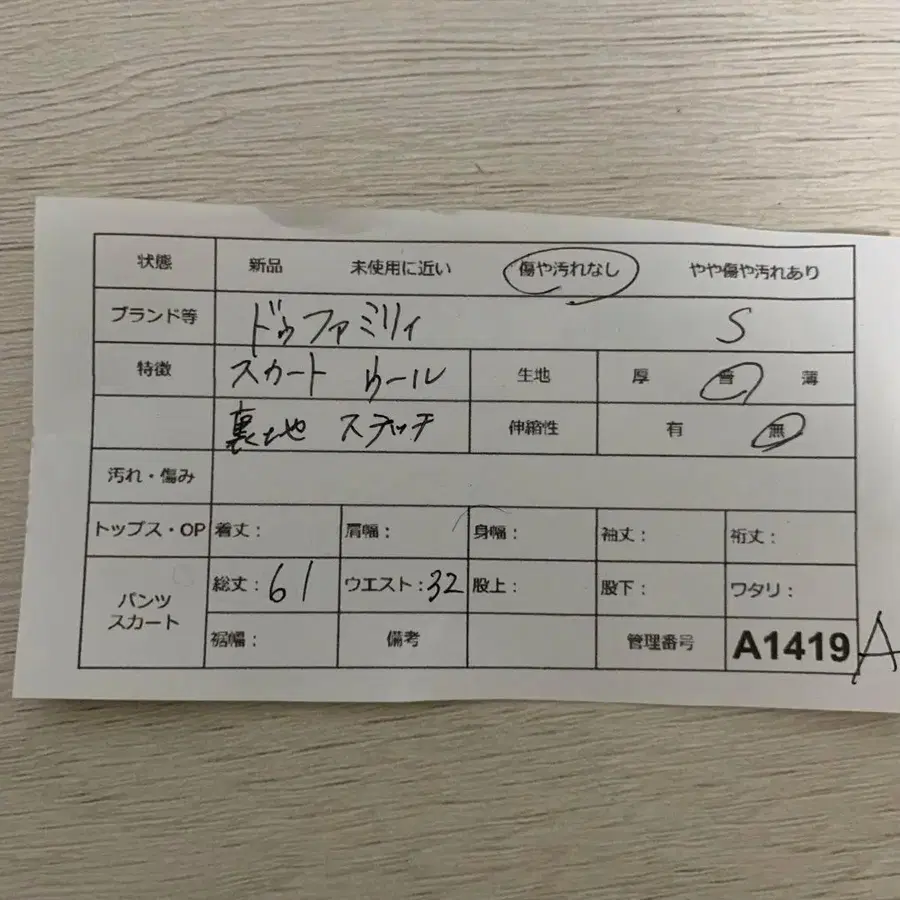 状態 新品 未使用に近い 傷や汚れなし やや傷や汚れあり
ブランド等 ドゥファミリィ S
特徴 スカート ウール 生地 厚 普 薄
裏地 ステッチ 伸縮性 有 無
汚れ・傷み
トップス・OP 着丈： 肩幅： 身幅： 袖丈： 裄丈：
パンツ スカート 総丈：61 ウエスト：32 股上： 股下： ワタリ：
裾幅： 備考 管理番号 A1419 A